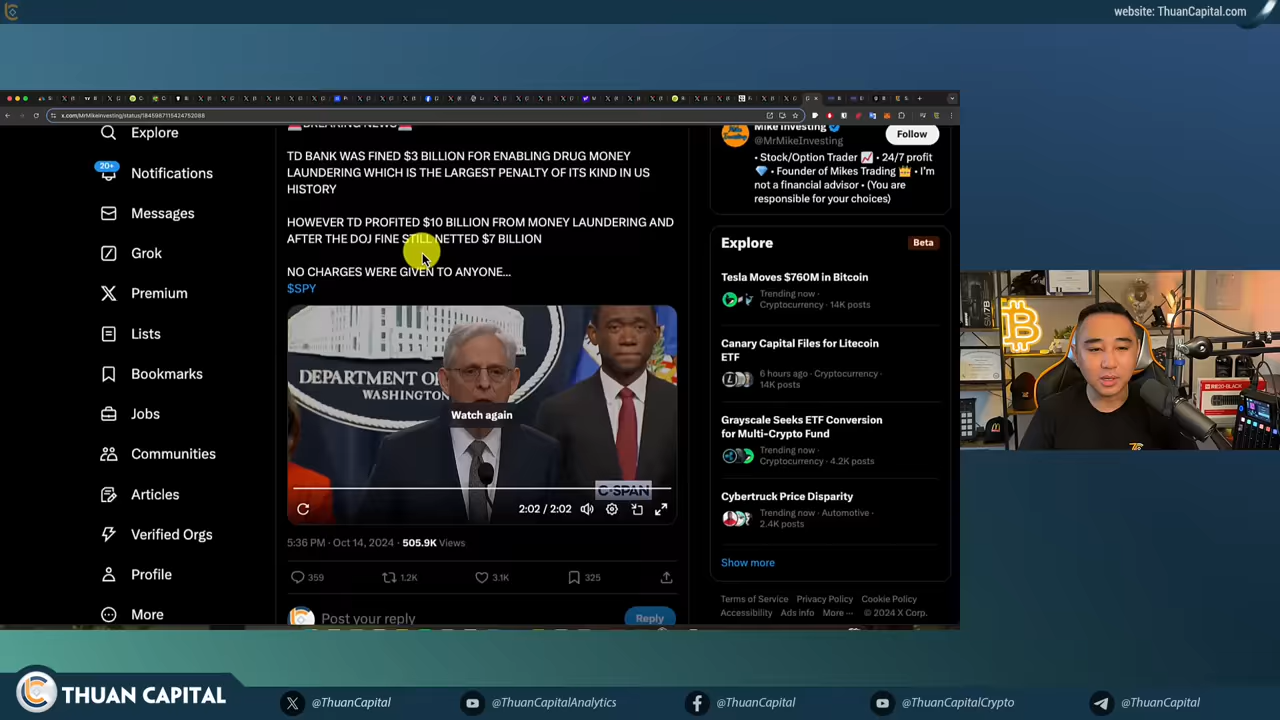 website: ThuanCapital.com
x.com/MrMikeInvesting/status/1845987115424752088
BREAKING NEWS
TD BANK WAS FINED $3 BILLION FOR ENABLING DRUG MONEY
LAUNDERING WHICH IS THE LARGEST PENALTY OF ITS KIND IN US
HISTORY
HOWEVER TD PROFITED $10 BILLION FROM MONEY LAUNDERING AND
AFTER THE DOJ FINE STILL NETTED $7 BILLION
NO CHARGES WERE GIVEN TO ANYONE...
$SPY
DEPARTMENT OF
WASHINGTON
Watch again
C-SPAN
2:02 / 2:02
5:36 PM · Oct 14, 2024 · 505.9K Views
359
1.2K
3.1K
325
Post your reply
Reply
Explore
20+
Notifications
Messages
Grok
Premium
Lists
Bookmarks
Jobs
Communities
Articles
Verified Orgs
Profile
More
Mike Investing
@MrMikeInvesting
Follow
• Stock/Option Trader • 24/7 profit
• Founder of Mikes Trading • I'm
not a financial advisor • (You are
responsible for your choices)
Explore
Beta
Tesla Moves $760M in Bitcoin
Trending now ·
Cryptocurrency · 14K posts
Canary Capital Files for Litecoin
ETF
6 hours ago · Cryptocurrency ·
14K posts
Grayscale Seeks ETF Conversion
for Multi-Crypto Fund
Trending now ·
Cryptocurrency · 4.2K posts
Cybertruck Price Disparity
Trending now · Automotive ·
2.4K posts
Show more
Terms of Service Privacy Policy Cookie Policy
Accessibility Ads info More ··· © 2024 X Corp.
RE20-BLACK
THUAN CAPITAL
@ThuanCapital
@ThuanCapitalAnalytics
@ThuanCapital
@ThuanCapitalCrypto
@ThuanCapital